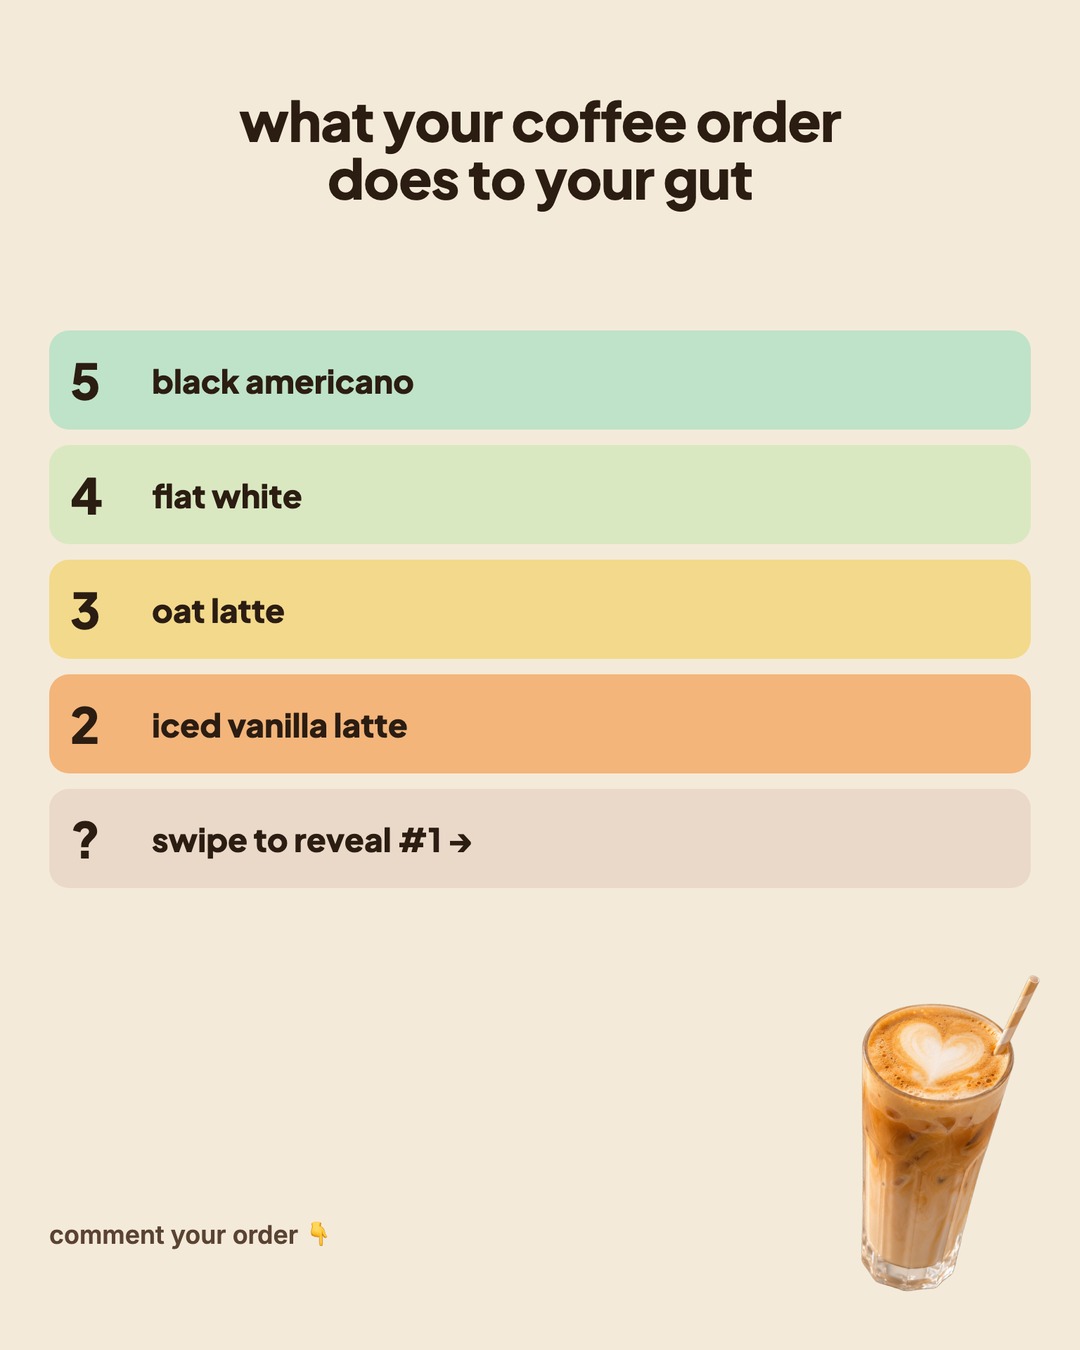 what your coffee order
does to your gut
5 black americano
4 flat white
3 oat latte
2 iced vanilla latte
? swipe to reveal #1 →
comment your order 👇